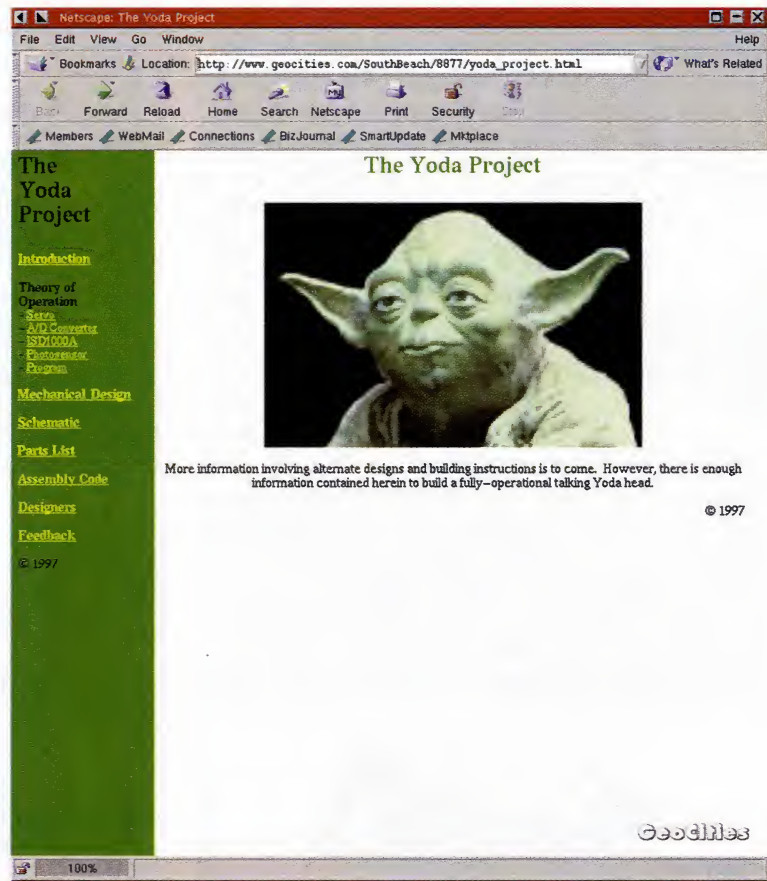 Netscape: The Yoda Project
File Edit View Go Window Help
Bookmarks Location: http://www.geocities.com/SouthBeach/8877/yoda_project.html What's Related
Back Forward Reload Home Search Netscape Print Security Stop
Members WebMail Connections BizJournal SmartUpdate Mktplace
The
Yoda
Project
Introduction
Theory of
Operation
- Servo
- A/D Converter
- ISD1000A
- Photosensor
- Program
Mechanical Design
Schematic
Parts List
Assembly Code
Designers
Feedback
© 1997
The Yoda Project
More information involving alternate designs and building instructions is to come. However, there is enough
information contained herein to build a fully-operational talking Yoda head.
© 1997
GeoCities
100%